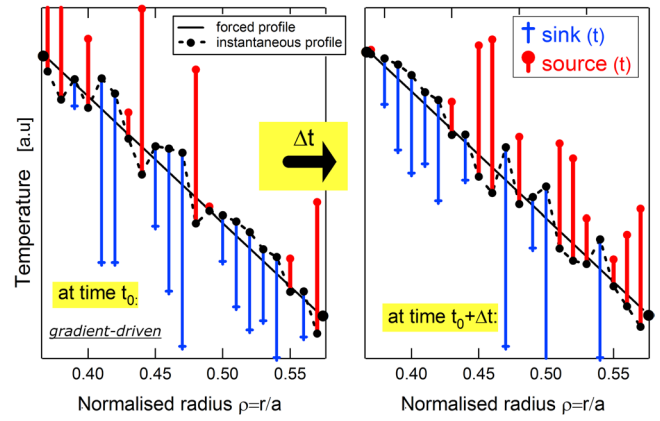 forced profile
instantaneous profile
sink (t)
source (t)
Δt
Temperature [a.u]
at time t0:
gradient-driven
at time t0+Δt:
0.40 0.45 0.50 0.55
0.40 0.45 0.50 0.55
Normalised radius ρ=r/a
Normalised radius ρ=r/a